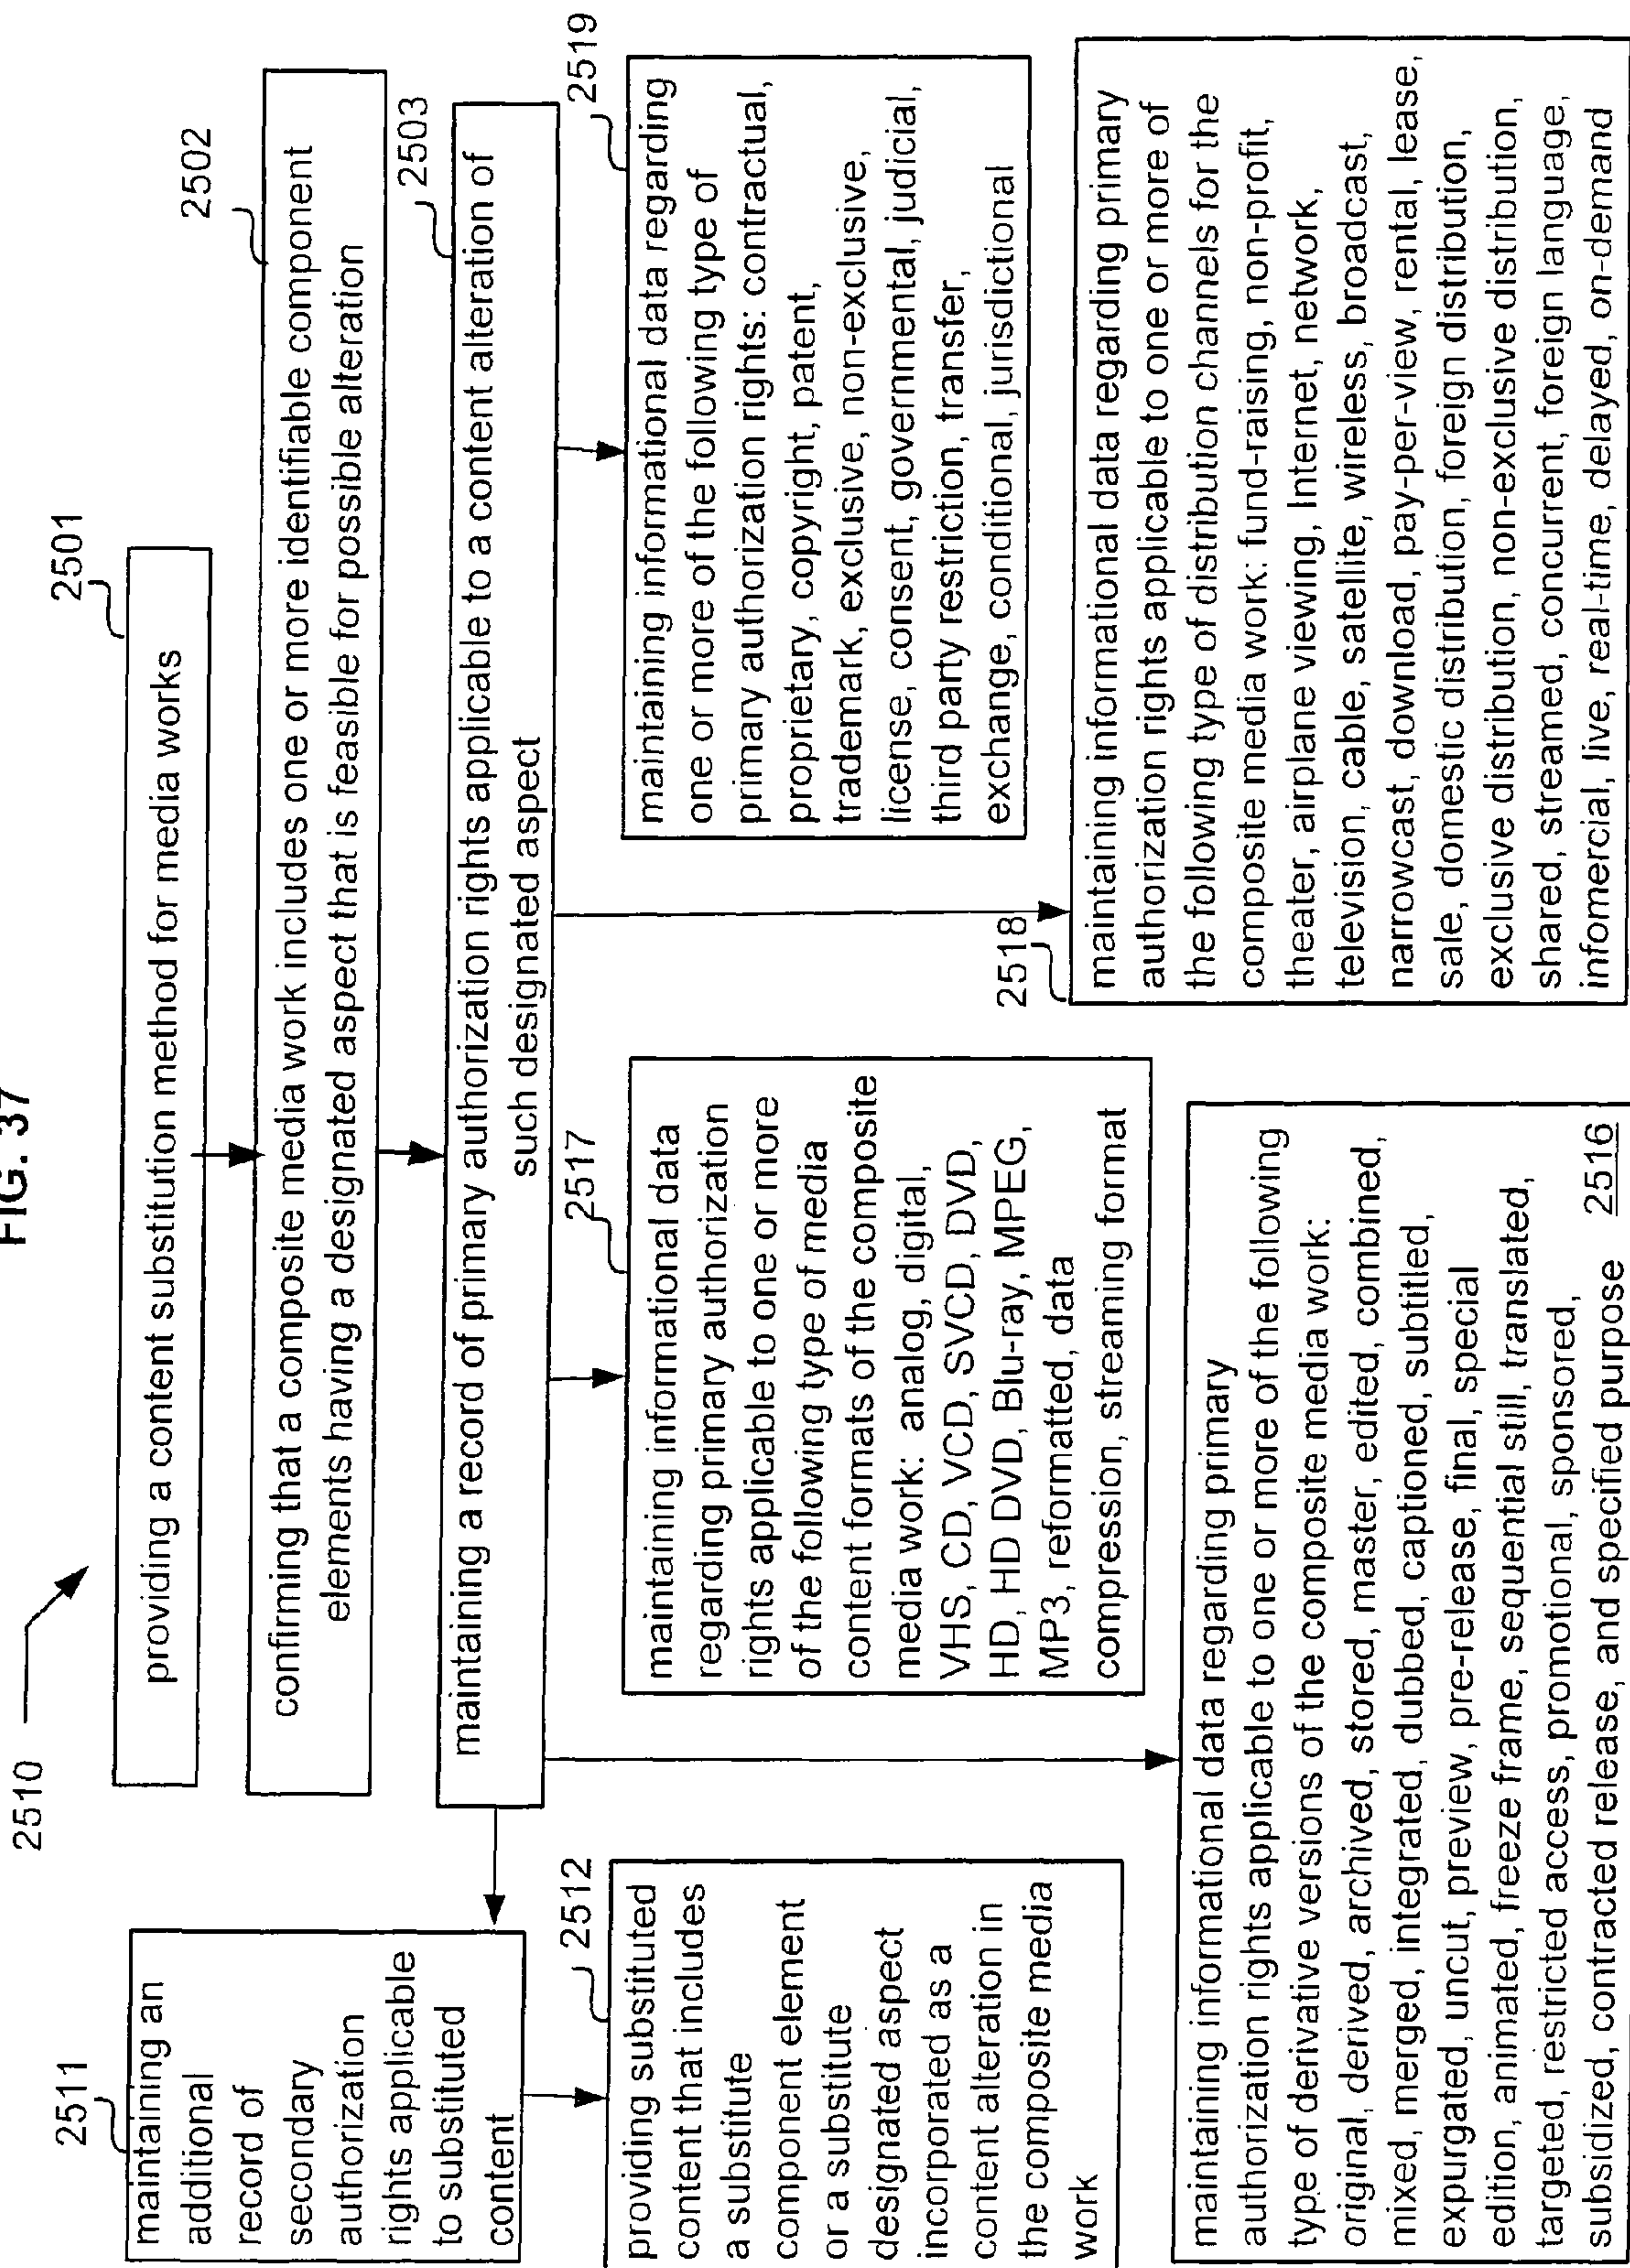 FIG. 37
2510
2501
providing a content substitution method for media works
2502
confirming that a composite media work includes one or more identifiable component
elements having a designated aspect that is feasible for possible alteration
2503
maintaining a record of primary authorization rights applicable to a content alteration of
such designated aspect
2511
maintaining an
additional
record of
secondary
authorization
rights applicable
to substituted
content
2512
providing substituted
content that includes
a substitute
component element
or a substitute
designated aspect
incorporated as a
content alteration in
the composite media
work
2517
maintaining informational data
regarding primary authorization
rights applicable to one or more
of the following type of media
content formats of the composite
media work: analog, digital,
VHS, CD, VCD, SVCD, DVD,
HD, HD DVD, Blu-ray, MPEG,
MP3, reformatted, data
compression, streaming format
2519
maintaining informational data regarding
one or more of the following type of
primary authorization rights: contractual,
proprietary, copyright, patent,
trademark, exclusive, non-exclusive,
license, consent, governmental, judicial,
third party restriction, transfer,
exchange, conditional, jurisdictional
maintaining informational data regarding primary
authorization rights applicable to one or more of the following
type of derivative versions of the composite media work:
original, derived, archived, stored, master, edited, combined,
mixed, merged, integrated, dubbed, captioned, subtitled,
expurgated, uncut, preview, pre-release, final, special
edition, animated, freeze frame, sequential still, translated,
targeted, restricted access, promotional, sponsored,
subsidized, contracted release, and specified purpose 2516
2518
maintaining informational data regarding primary
authorization rights applicable to one or more of
the following type of distribution channels for the
composite media work: fund-raising, non-profit,
theater, airplane viewing, Internet, network,
television, cable, satellite, wireless, broadcast,
narrowcast, download, pay-per-view, rental, lease,
sale, domestic distribution, foreign distribution,
exclusive distribution, non-exclusive distribution,
shared, streamed, concurrent, foreign language,
infomercial, live, real-time, delayed, on-demand